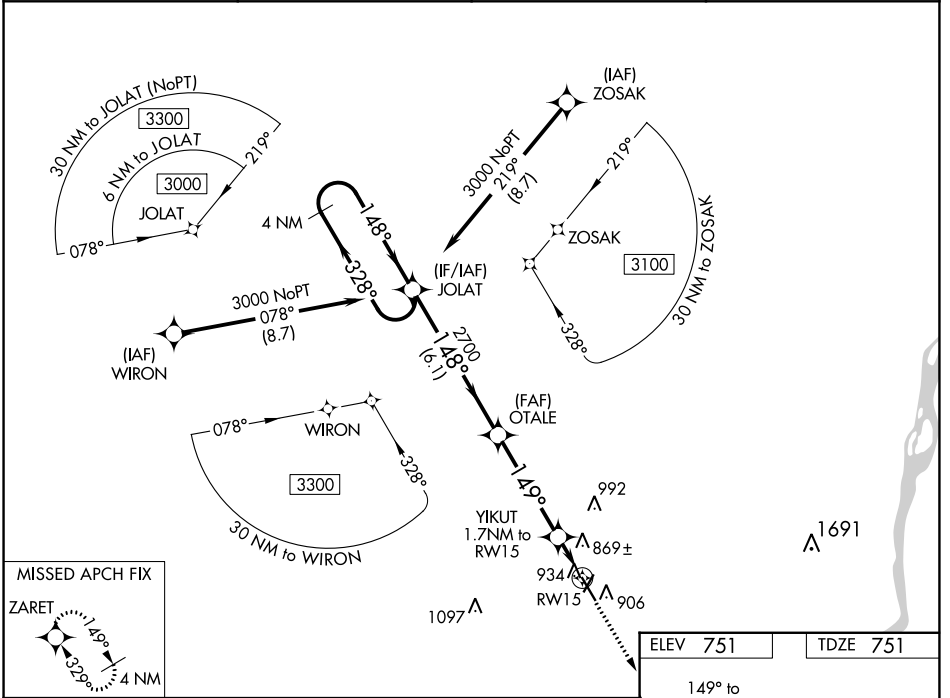 30 NM to JOLAT (NoPT)
3300
6 NM to JOLAT
3000
JOLAT
219°
078°
(IAF)
ZOSAK
3000 NoPT
219°
(8.7)
219°
ZOSAK
3100
30 NM to ZOSAK
328°
4 NM
148°
328°
(IF/IAF)
JOLAT
3000 NoPT
078°
(8.7)
(IAF)
WIRON
2700
148°
(6.1)
(FAF)
OTALE
078°
WIRON
328°
3300
30 NM to WIRON
149°
992
YIKUT
1.7NM to
RW15
869±
1691
934
RW15
906
1097
MISSED APCH FIX
ZARET
149°
329°
4 NM
ELEV 751
TDZE 751
149° to